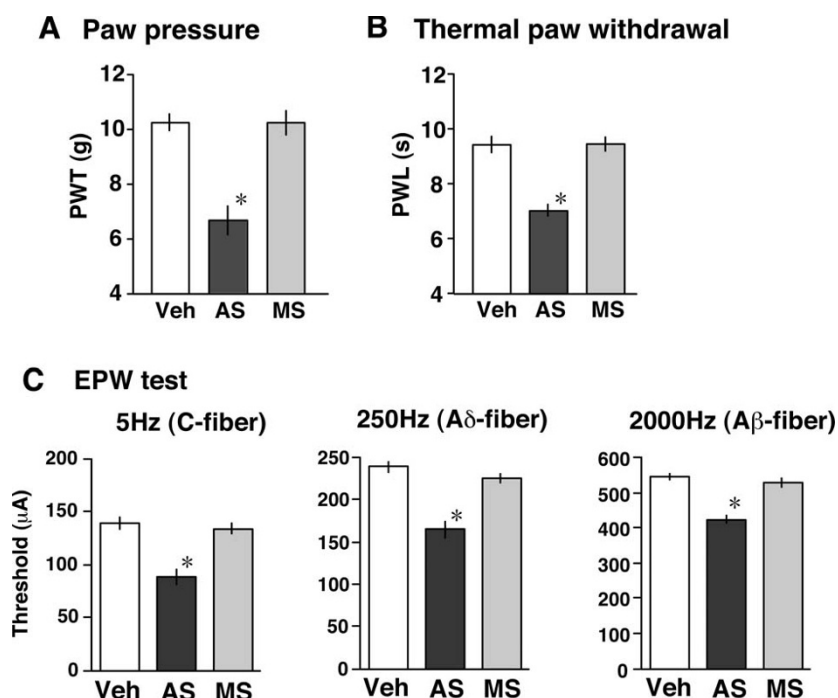 A Paw pressure
PWT (g)
12
10
8
6
4
*
Veh AS MS
B Thermal paw withdrawal
PWL (s)
12
10
8
6
4
*
Veh AS MS
C EPW test
5Hz (C-fiber)
Threshold (μA)
200
150
100
50
0
*
Veh AS MS
250Hz (Aδ-fiber)
250
200
150
100
50
0
*
Veh AS MS
2000Hz (Aβ-fiber)
600
500
400
300
200
100
0
*
Veh AS MS